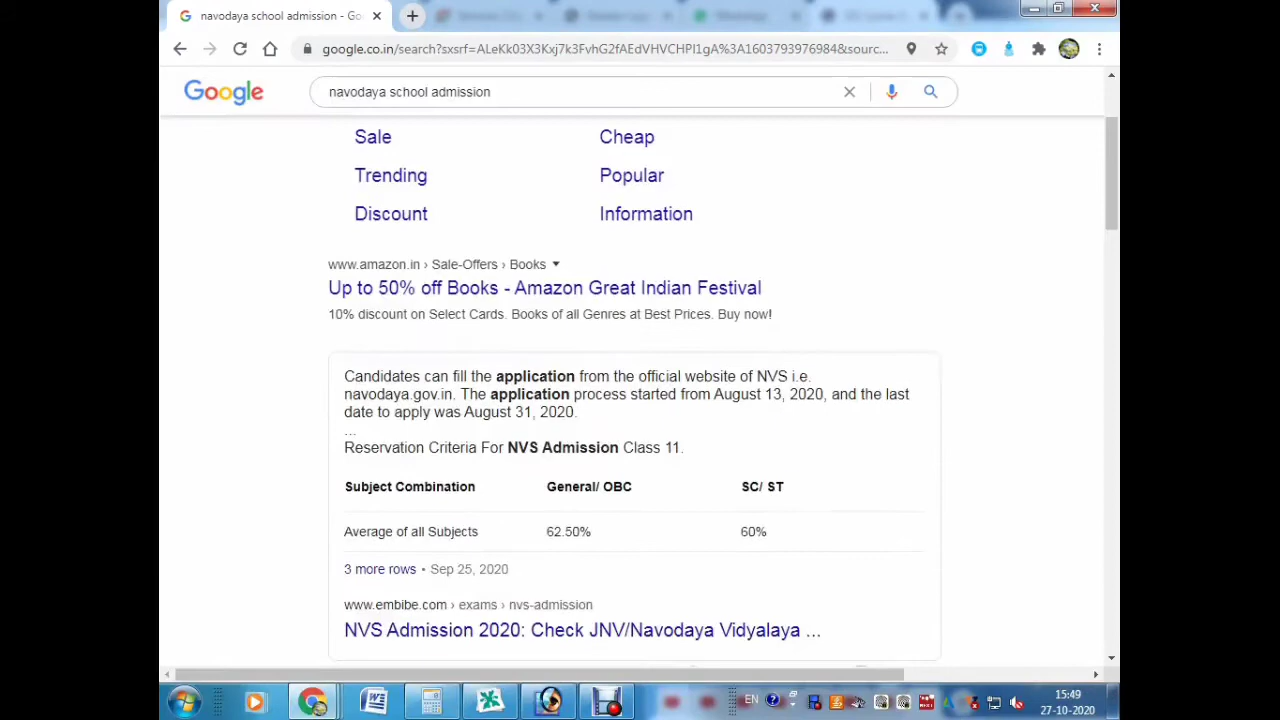 navodaya school admission - Go
google.co.in/search?sxsrf=ALeKk03X3Kxj7k3FvhG2fAEdVHVCHPl1gA%3A1603793976984&sourc...
Google
navodaya school admission
Sale
Cheap
Trending
Popular
Discount
Information
www.amazon.in › Sale-Offers › Books
Up to 50% off Books - Amazon Great Indian Festival
10% discount on Select Cards. Books of all Genres at Best Prices. Buy now!
Candidates can fill the application from the official website of NVS i.e.
navodaya.gov.in. The application process started from August 13, 2020, and the last
date to apply was August 31, 2020.
...
Reservation Criteria For NVS Admission Class 11.
Subject Combination General/ OBC SC/ ST
Average of all Subjects 62.50% 60%
3 more rows • Sep 25, 2020
www.embibe.com › exams › nvs-admission
NVS Admission 2020: Check JNV/Navodaya Vidyalaya ...
EN
15:49
27-10-2020